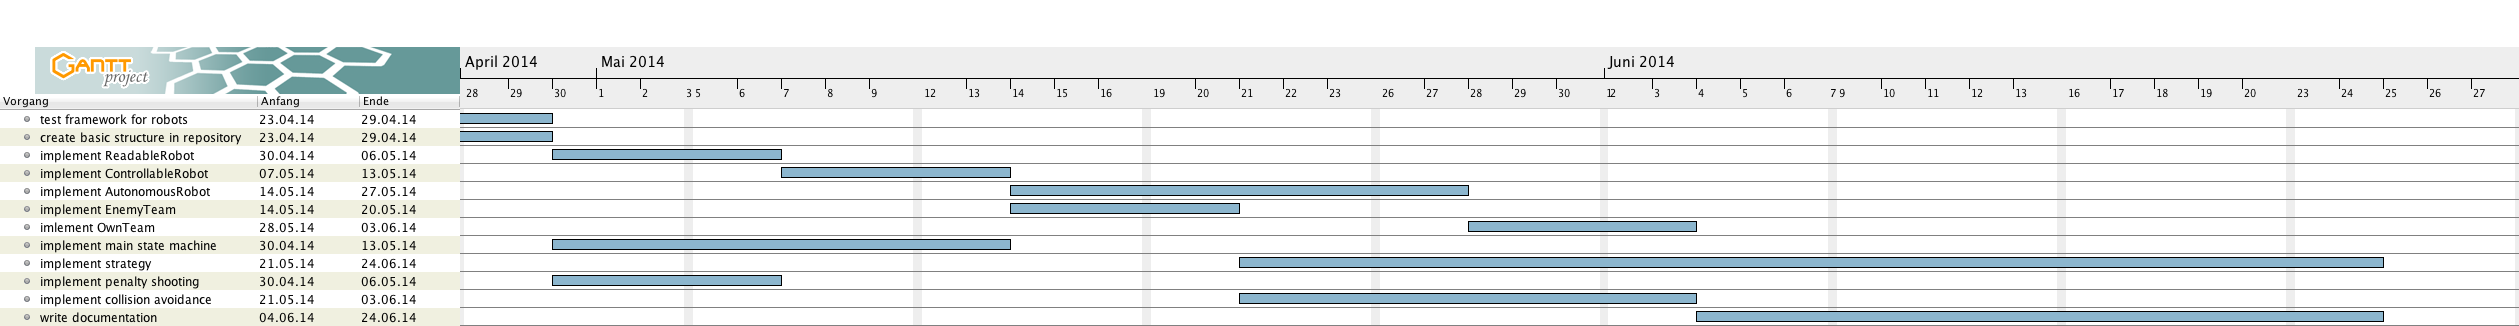 GANTT
project
April 2014 Mai 2014 Juni 2014
28 29 30 1 2 3 5 6 7 8 9 12 13 14 15 16 19 20 21 22 23 26 27 28 29 30 12 3 4 5 6 7 9 10 11 12 13 16 17 18 19 20 23 24 25 26 27
Vorgang Anfang Ende
test framework for robots 23.04.14 29.04.14
create basic structure in repository 23.04.14 29.04.14
implement ReadableRobot 30.04.14 06.05.14
implement ControllableRobot 07.05.14 13.05.14
implement AutonomousRobot 14.05.14 27.05.14
implement EnemyTeam 14.05.14 20.05.14
imlement OwnTeam 28.05.14 03.06.14
implement main state machine 30.04.14 13.05.14
implement strategy 21.05.14 24.06.14
implement penalty shooting 30.04.14 06.05.14
implement collision avoidance 21.05.14 03.06.14
write documentation 04.06.14 24.06.14